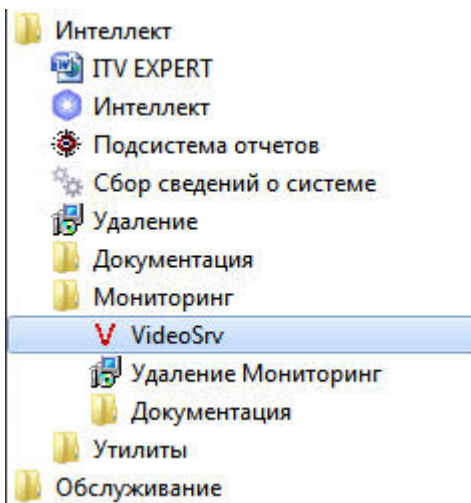 Интеллект
ITV EXPERT
Интеллект
Подсистема отчетов
Сбор сведений о системе
Удаление
Документация
Мониторинг
VideoSrv
Удаление Мониторинг
Документация
Утилиты
Обслуживание